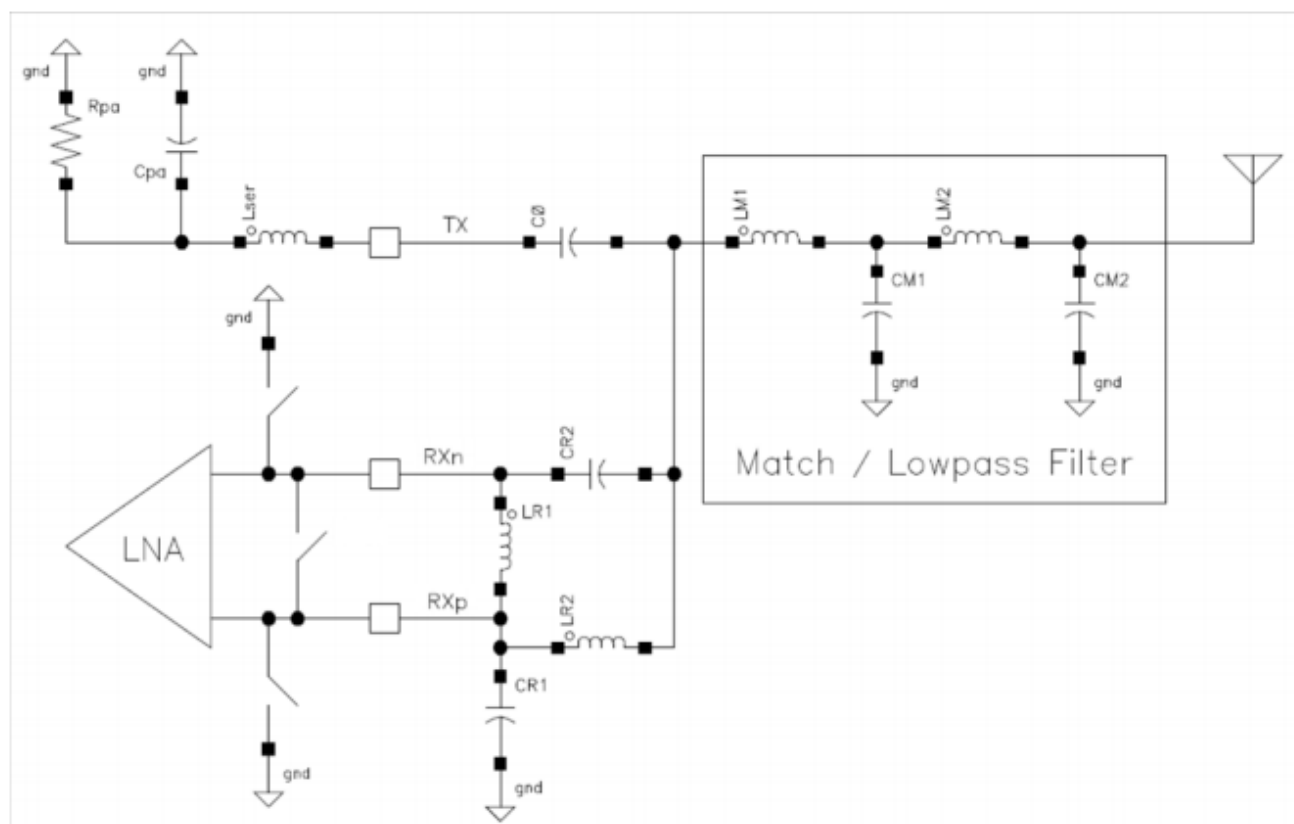 gnd
gnd
Rpa
Cpa
Lser
TX
CØ
LM1
LM2
CM1
CM2
gnd
gnd
gnd
Match / Lowpass Filter
RXn
CR2
LR1
LNA
RXp
LR2
CR1
gnd
gnd